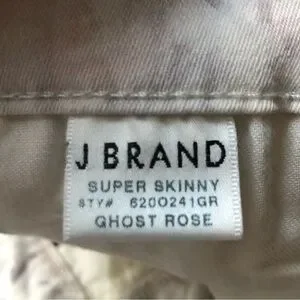 J BRAND
SUPER SKINNY
STY# 620O241GR
GHOST ROSE